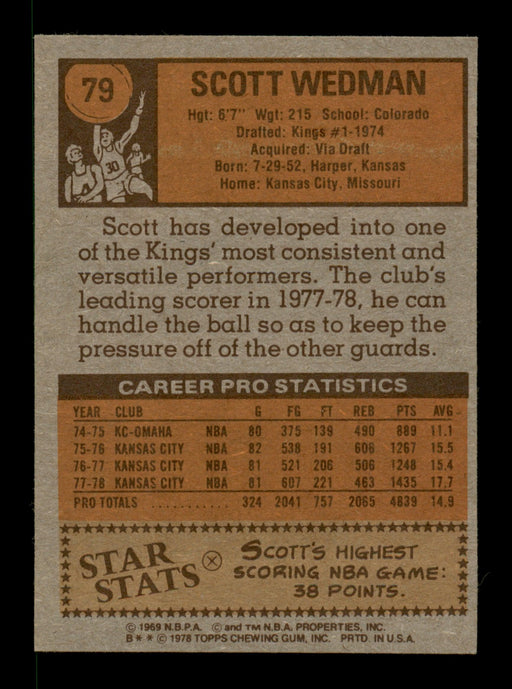 79
SCOTT WEDMAN
Hgt: 6'7" Wgt: 215 School: Colorado
Drafted: Kings #1-1974
Acquired: Via Draft
Born: 7-29-52, Harper, Kansas
Home: Kansas City, Missouri
30
Scott has developed into one
of the Kings' most consistent and
versatile performers. The club's
leading scorer in 1977-78, he can
handle the ball so as to keep the
pressure off of the other guards.
CAREER PRO STATISTICS
YEAR CLUB G FG FT REB PTS AVG
74-75 KC-OMAHA NBA 80 375 139 490 889 11.1
75-76 KANSAS CITY NBA 82 538 191 606 1267 15.5
76-77 KANSAS CITY NBA 81 521 206 506 1248 15.4
77-78 KANSAS CITY NBA 81 607 221 463 1435 17.7
PRO TOTALS ........... 324 2041 757 2065 4839 14.9
STAR STATS
SCOTT'S HIGHEST
SCORING NBA GAME:
38 POINTS.
© 1969 N.B.P.A. © and TM N.B.A. PROPERTIES, INC.
B** © 1978 TOPPS CHEWING GUM, INC. PRTD. IN U.S.A.